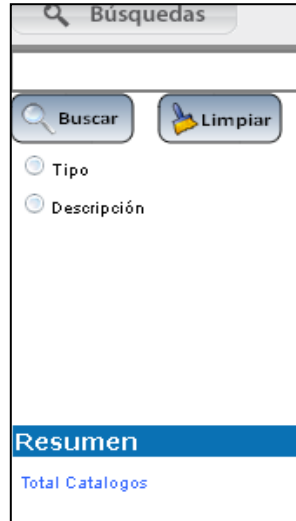 Búsquedas
Buscar Limpiar
Tipo
Descripción
Resumen
Total Catalogos